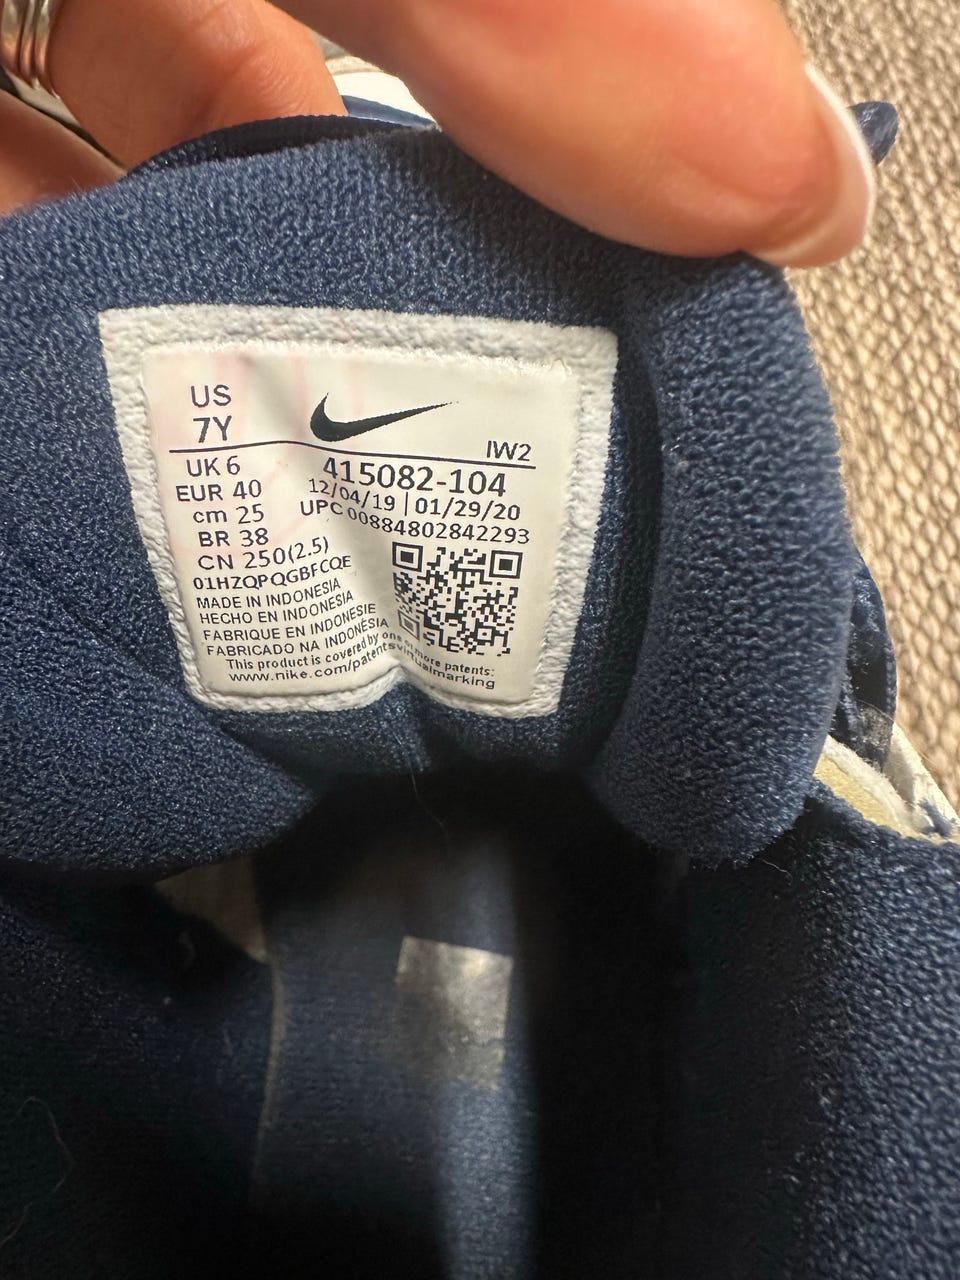 US
7Y
IW2
UK 6
EUR 40
cm 25
BR 38
CN 250(2.5)
01HZQPQGBFCQE
415082-104
12/04/19 | 01/29/20
UPC 00884802842293
MADE IN INDONESIA
HECHO EN INDONESIA
FABRIQUE EN INDONESIE
FABRICADO NA INDONÉSIA
This product is covered by one or more patents:
www.nike.com/patentsvirtualmarking